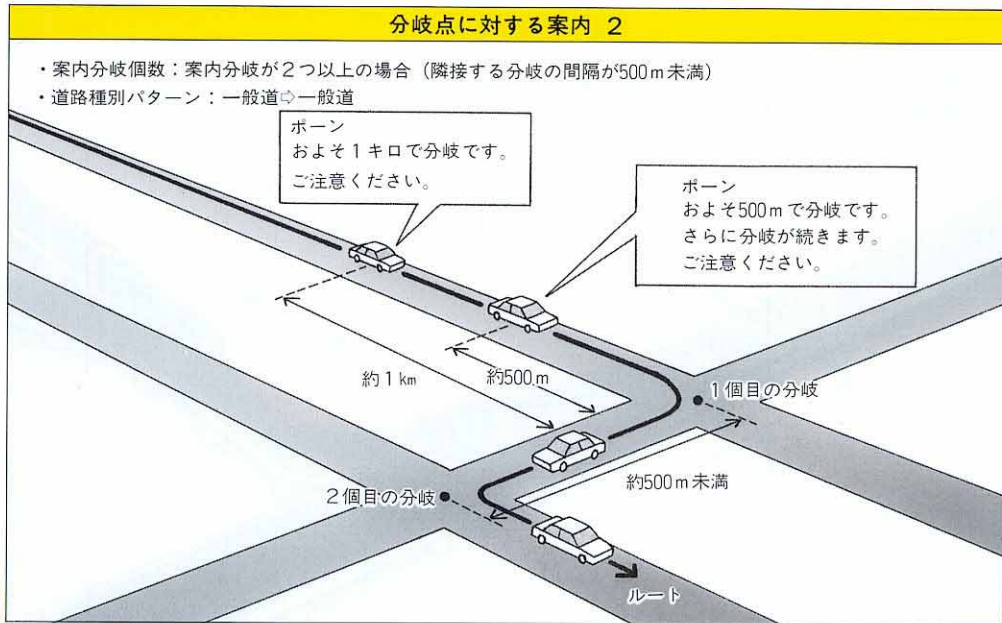 分岐点に対する案内 2
・案内分岐個数：案内分岐が2つ以上の場合（隣接する分岐の間隔が500m未満）
・道路種別パターン：一般道⇨一般道
ポーン
およそ1キロで分岐です。
ご注意ください。
ポーン
およそ500mで分岐です。
さらに分岐が続きます。
ご注意ください。
約1km
約500m
1個目の分岐
約500m未満
2個目の分岐
ルート